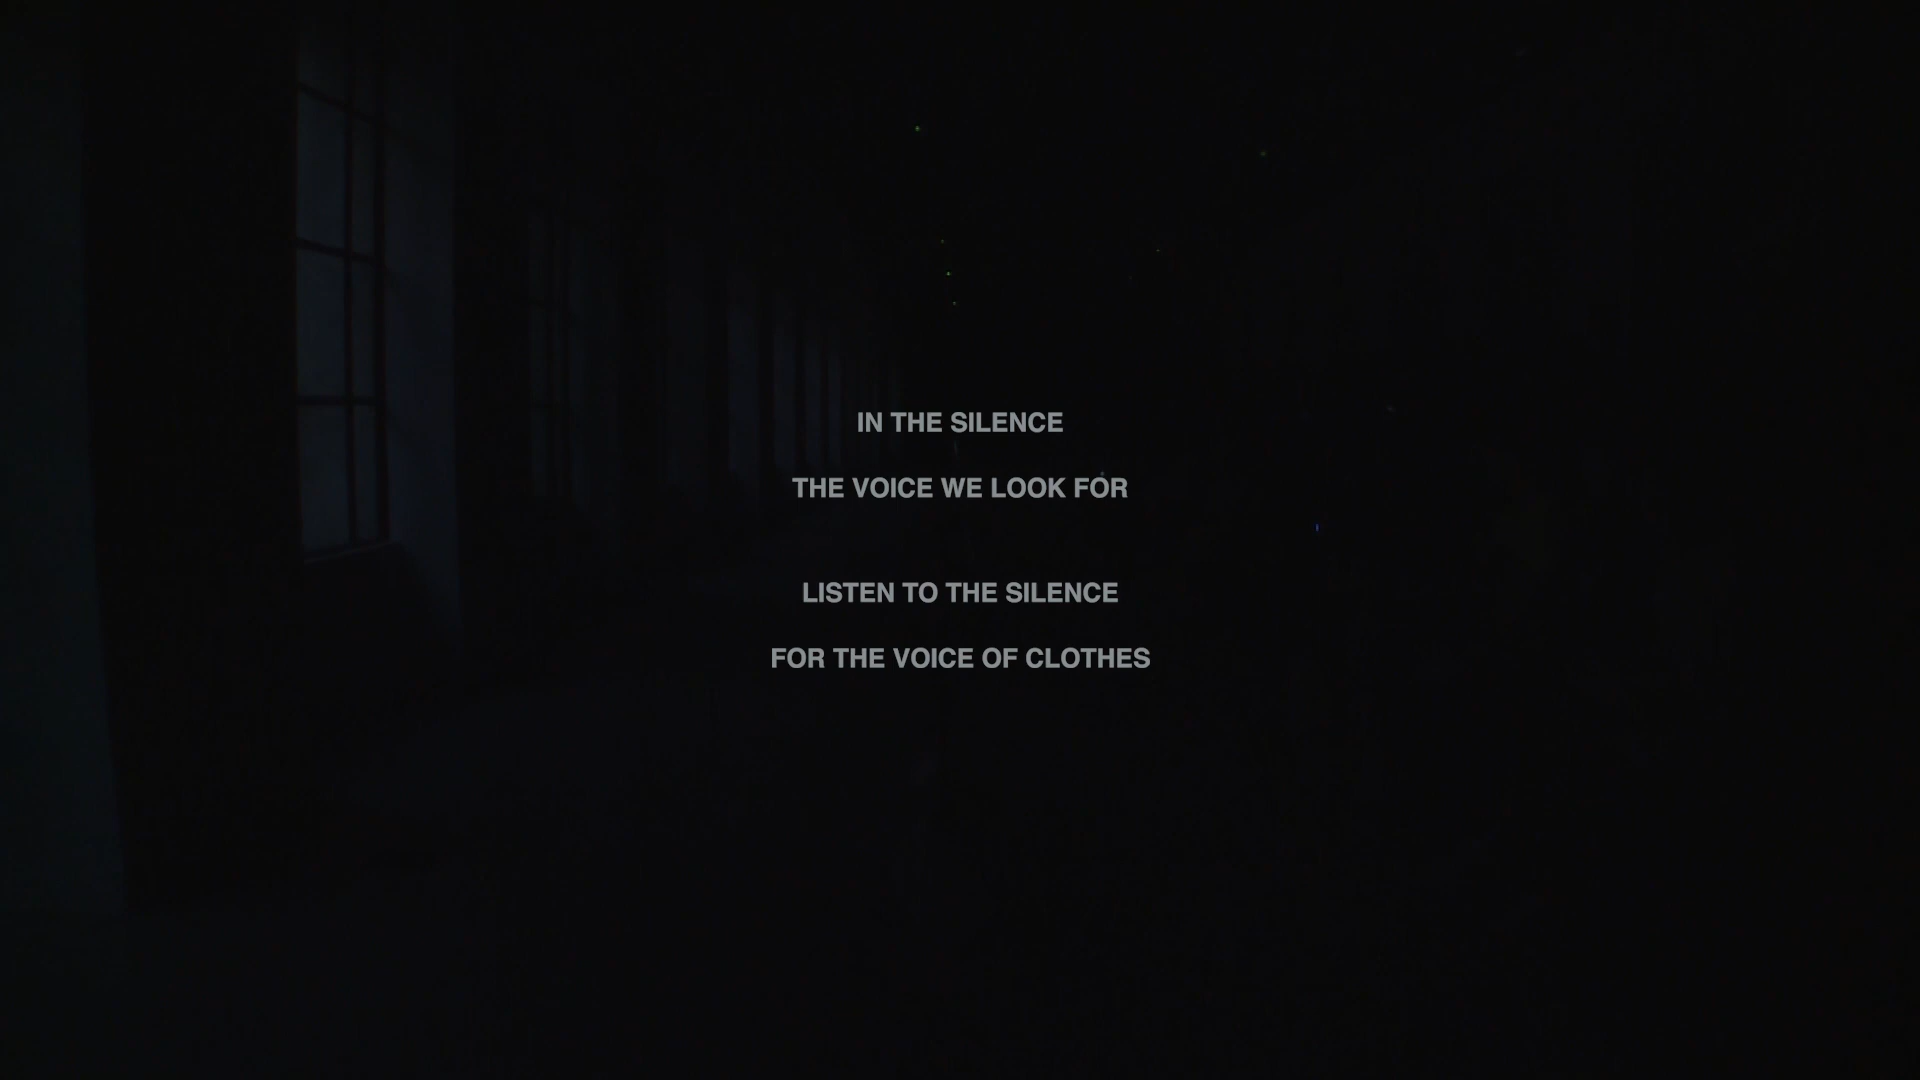 IN THE SILENCE
THE VOICE WE LOOK FOR
LISTEN TO THE SILENCE
FOR THE VOICE OF CLOTHES